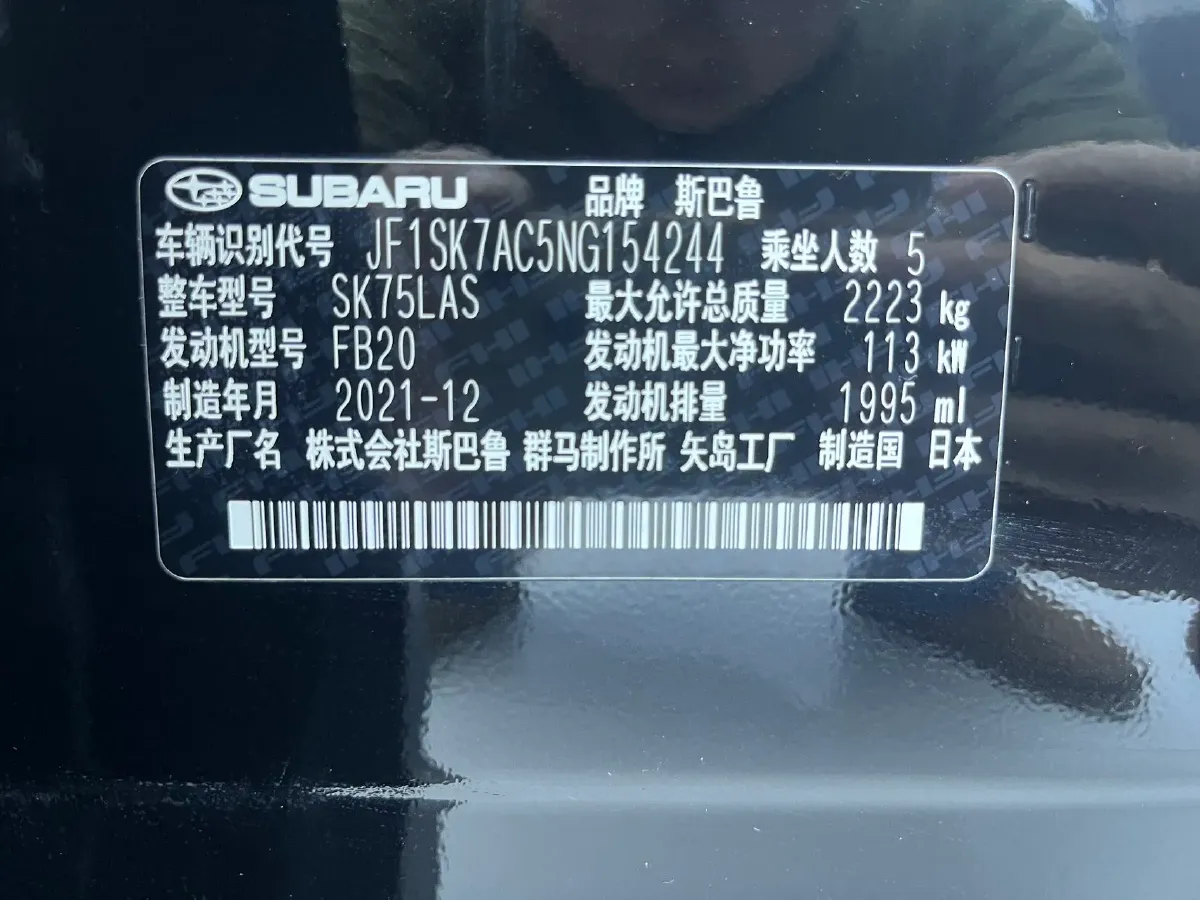 SUBARU 品牌 斯巴鲁
车辆识别代号 JF1SK7AC5NG154244 乘坐人数 5
整车型号 SK75LAS 最大允许总质量 2223 kg
发动机型号 FB20 发动机最大净功率 113 kW
制造年月 2021-12 发动机排量 1995 ml
生产厂名 株式会社斯巴鲁 群马制作所 矢岛工厂 制造国 日本